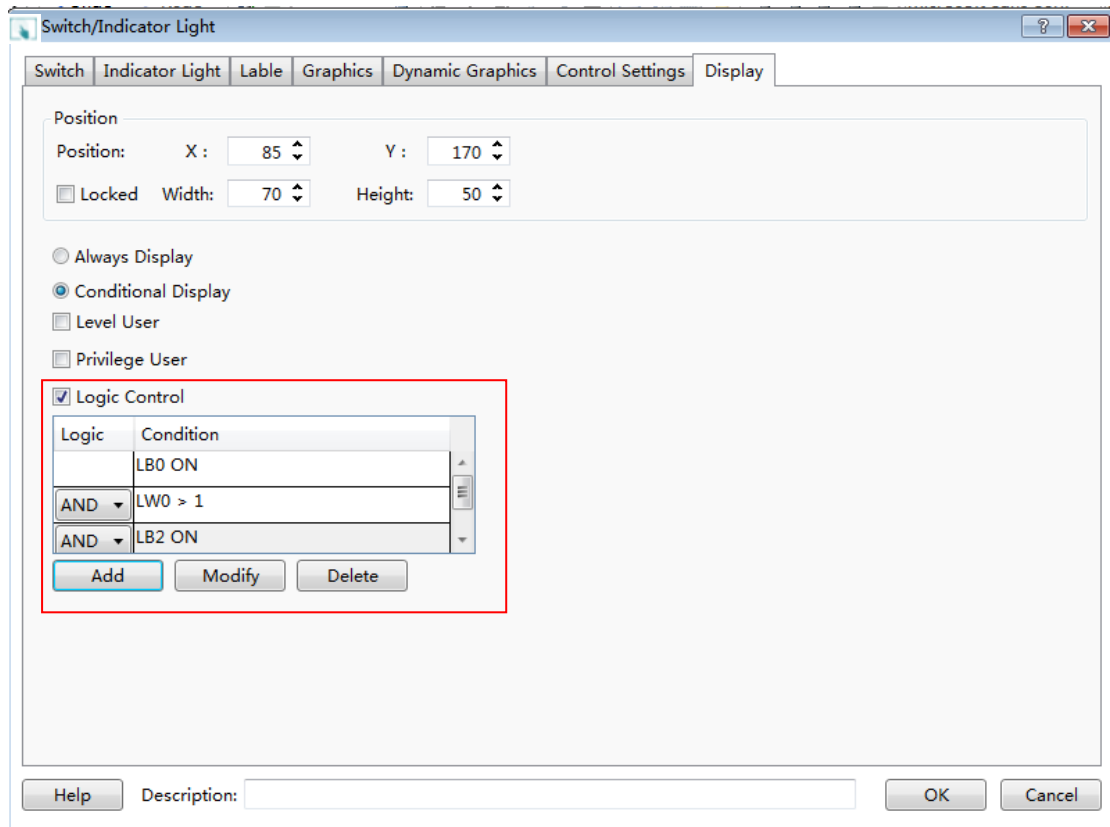 Switch/Indicator Light
Switch Indicator Light Lable Graphics Dynamic Graphics Control Settings Display
Position
Position: X : 85 Y : 170
Locked Width: 70 Height: 50
Always Display
Conditional Display
Level User
Privilege User
Logic Control
Logic Condition
LB0 ON
AND LW0 > 1
AND LB2 ON
Add Modify Delete
Help Description: OK Cancel